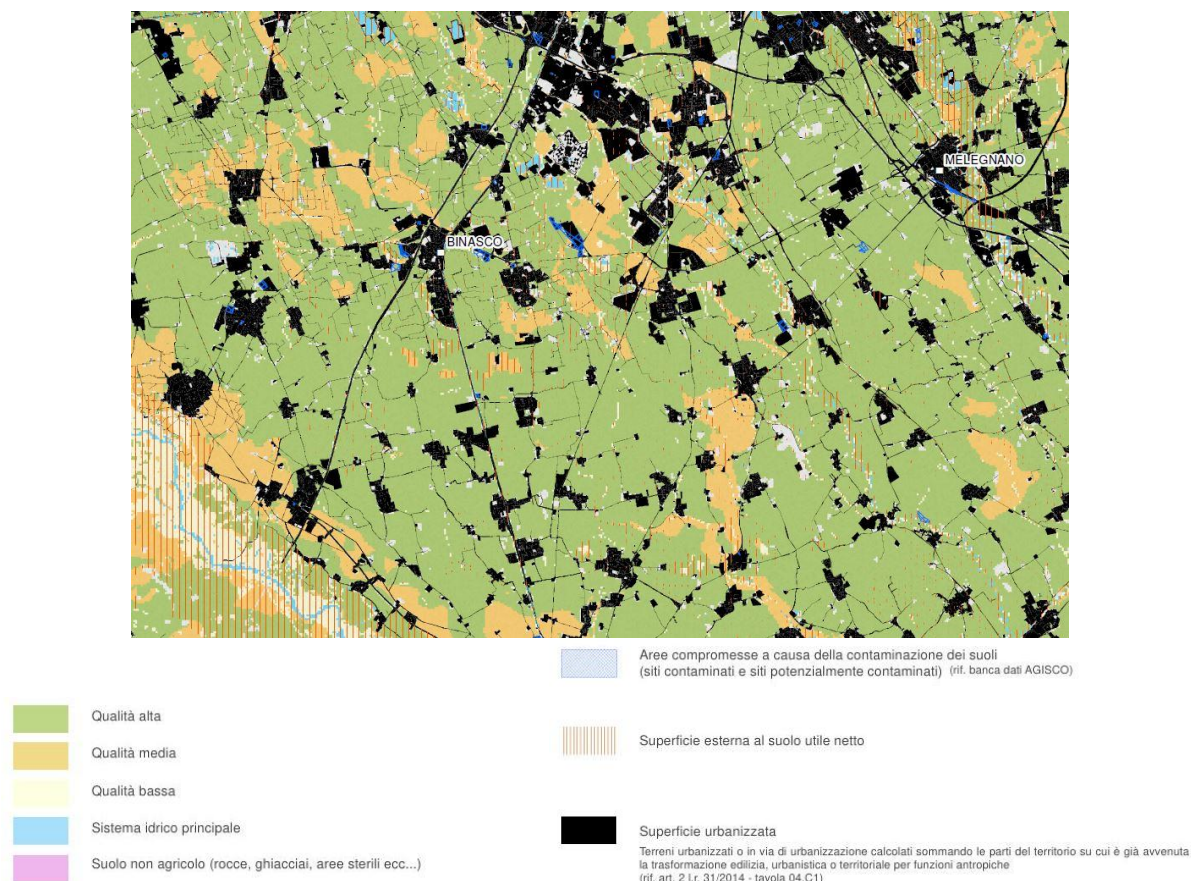 MELEGNANO
BINASCO
Aree compromesse a causa della contaminazione dei suoli
(siti contaminati e siti potenzialmente contaminati) (rif. banca dati AGISCO)
Qualità alta
Superficie esterna al suolo utile netto
Qualità media
Qualità bassa
Sistema idrico principale
Superficie urbanizzata
Terreni urbanizzati o in via di urbanizzazione calcolati sommando le parti del territorio su cui è già avvenuta
la trasformazione edilizia, urbanistica o territoriale per funzioni antropiche
Suolo non agricolo (rocce, ghiacciai, aree sterili ecc...)
(rif. art. 2 l.r. 31/2014 - tavola 04.C1)